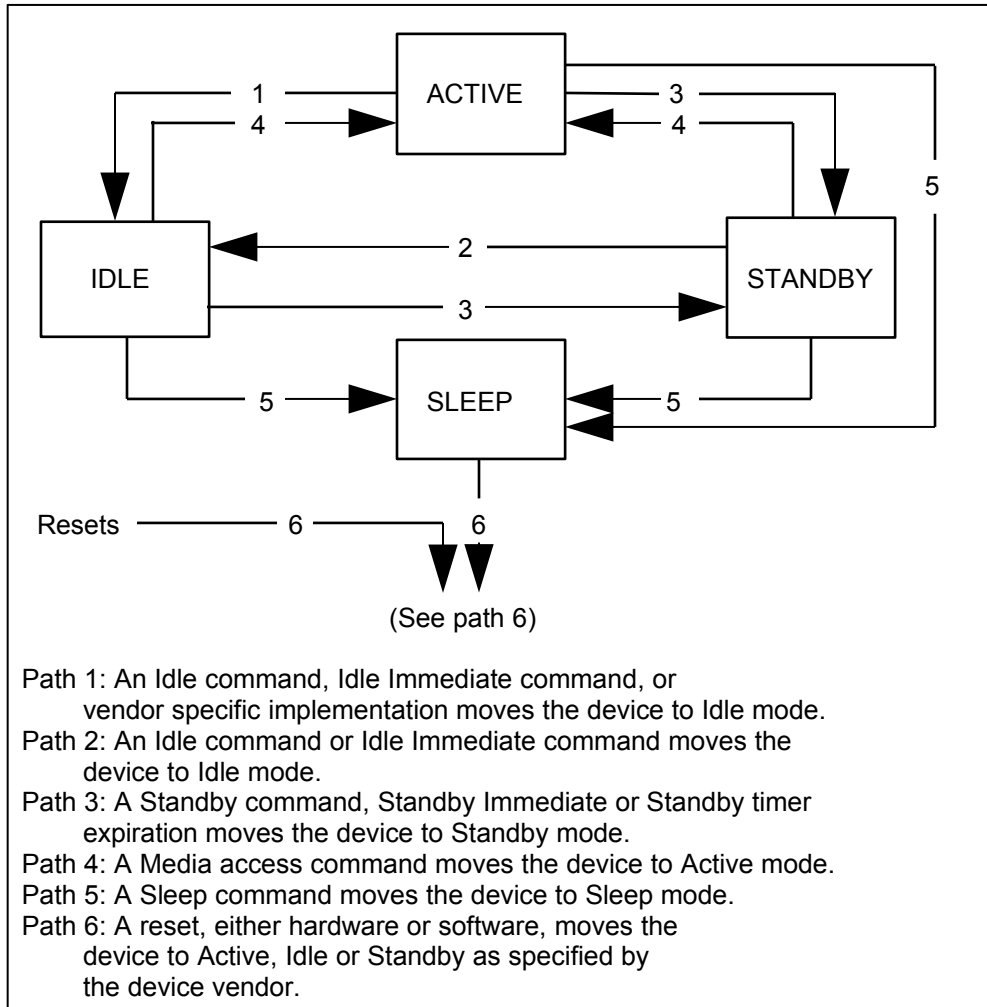 ACTIVE
1
3
4
4
5
IDLE
2
STANDBY
3
5
SLEEP
5
Resets
6
6
(See path 6)
Path 1: An Idle command, Idle Immediate command, or
vendor specific implementation moves the device to Idle mode.
Path 2: An Idle command or Idle Immediate command moves the
device to Idle mode.
Path 3: A Standby command, Standby Immediate or Standby timer
expiration moves the device to Standby mode.
Path 4: A Media access command moves the device to Active mode.
Path 5: A Sleep command moves the device to Sleep mode.
Path 6: A reset, either hardware or software, moves the
device to Active, Idle or Standby as specified by
the device vendor.